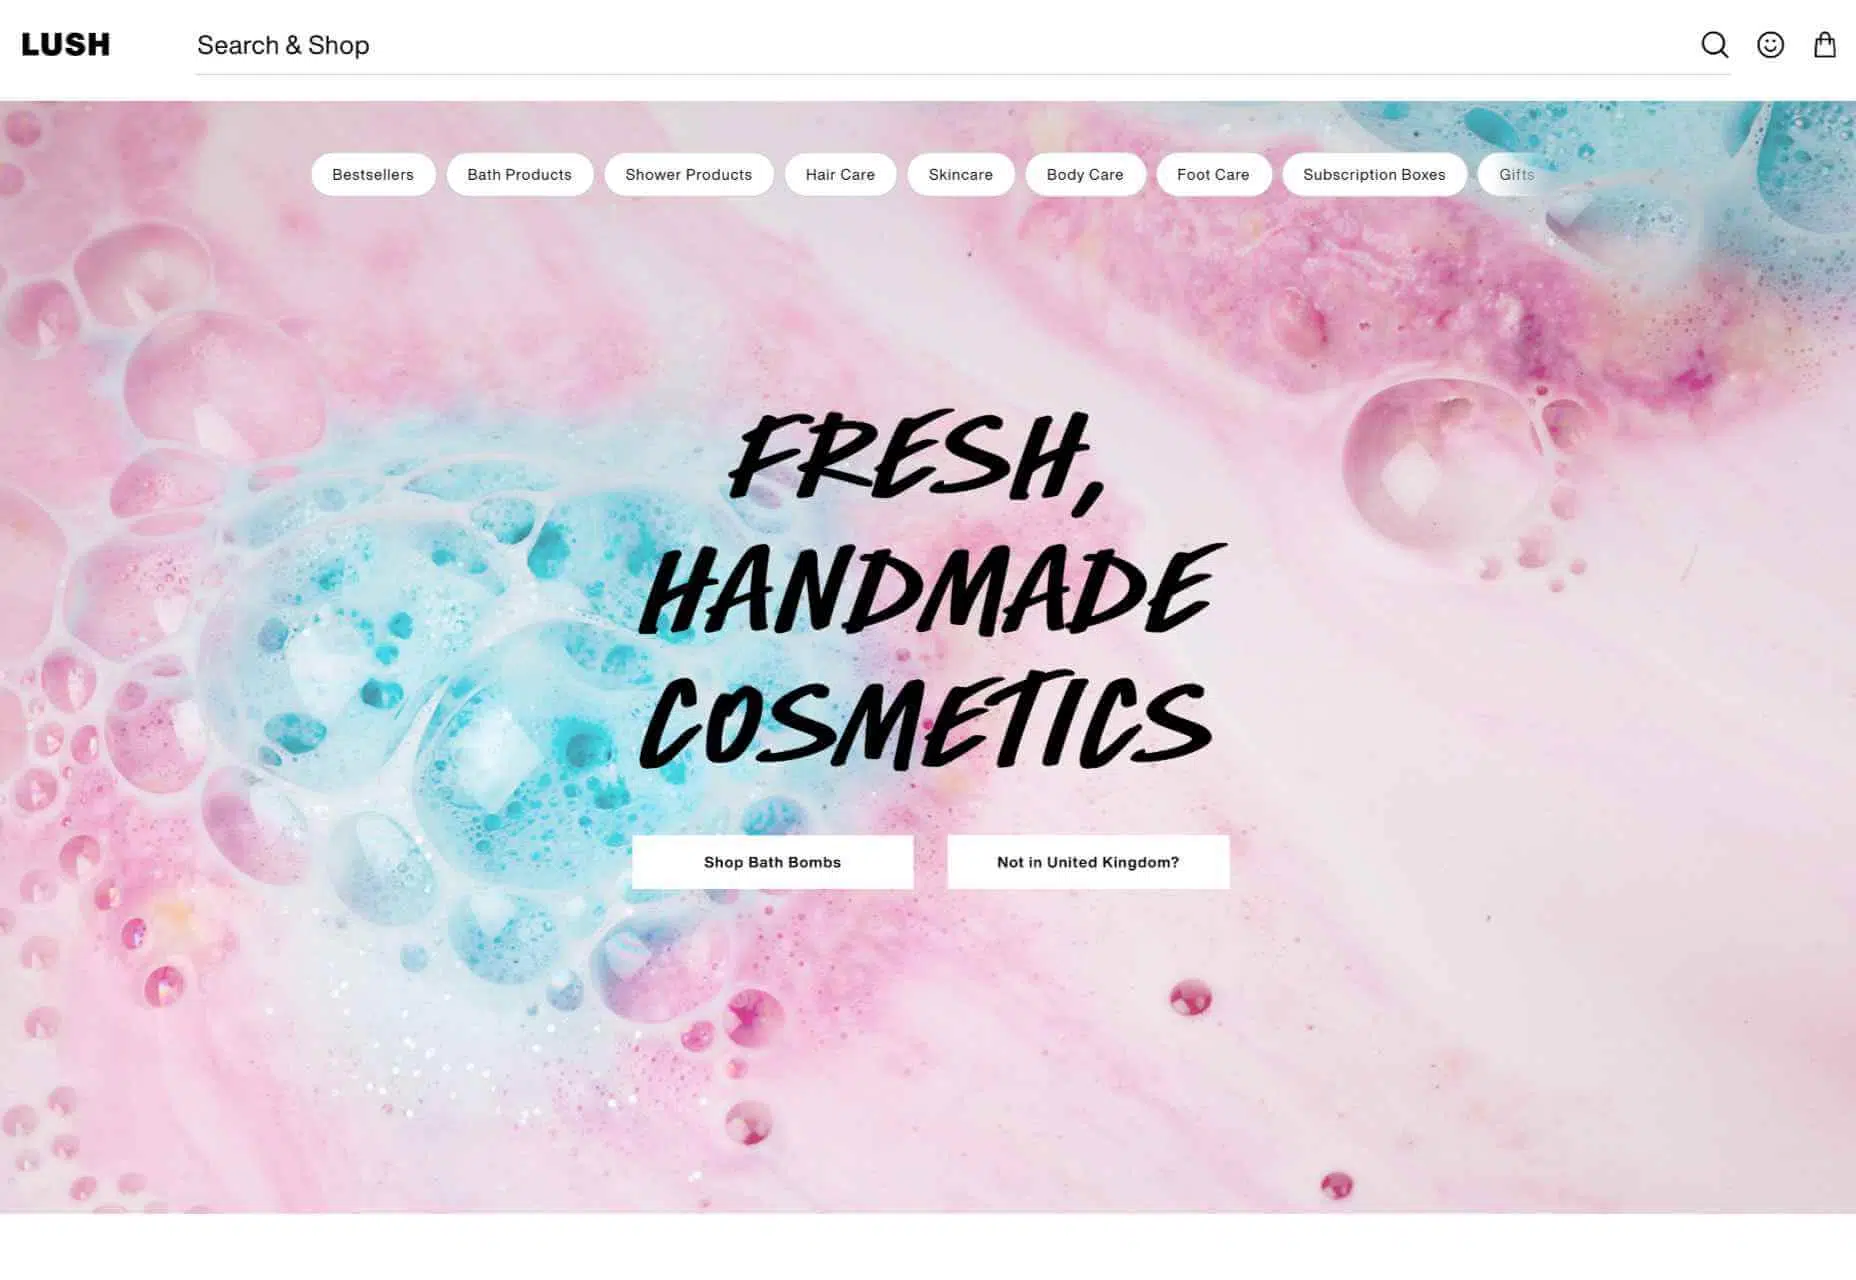 LUSH
Search & Shop
Bestsellers
Bath Products
Shower Products
Hair Care
Skincare
Body Care
Foot Care
Subscription Boxes
Gifts
FRESH,
HANDMADE
COSMETICS
Shop Bath Bombs
Not in United Kingdom?